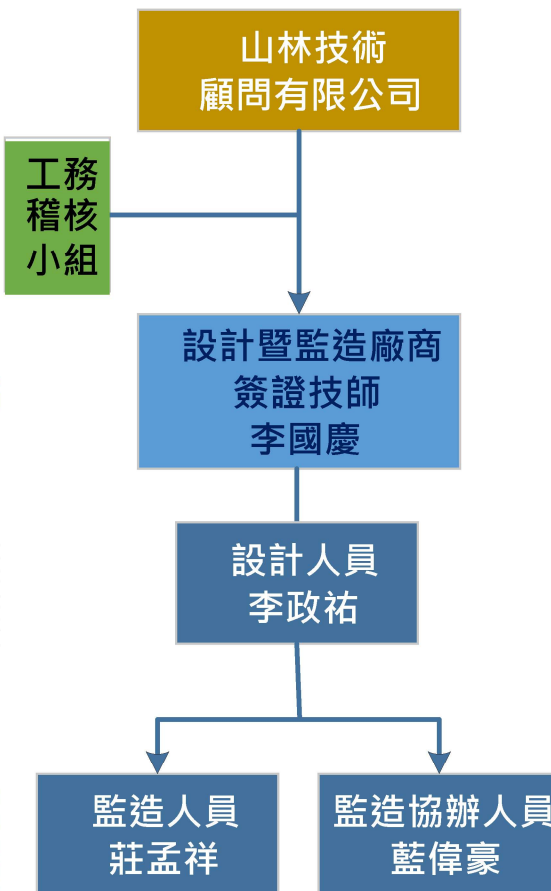 山林技術
顧問有限公司
工務
稽核
小組
設計暨監造廠商
簽證技師
李國慶
設計人員
李政祐
監造人員
莊孟祥
監造協辦人員
藍偉豪